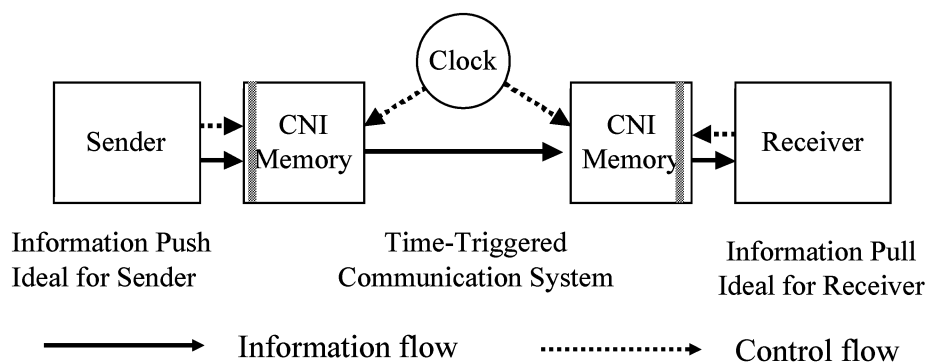 Clock
Sender
CNI
Memory
CNI
Memory
Receiver
Information Push
Ideal for Sender
Time-Triggered
Communication System
Information Pull
Ideal for Receiver
Information flow
Control flow